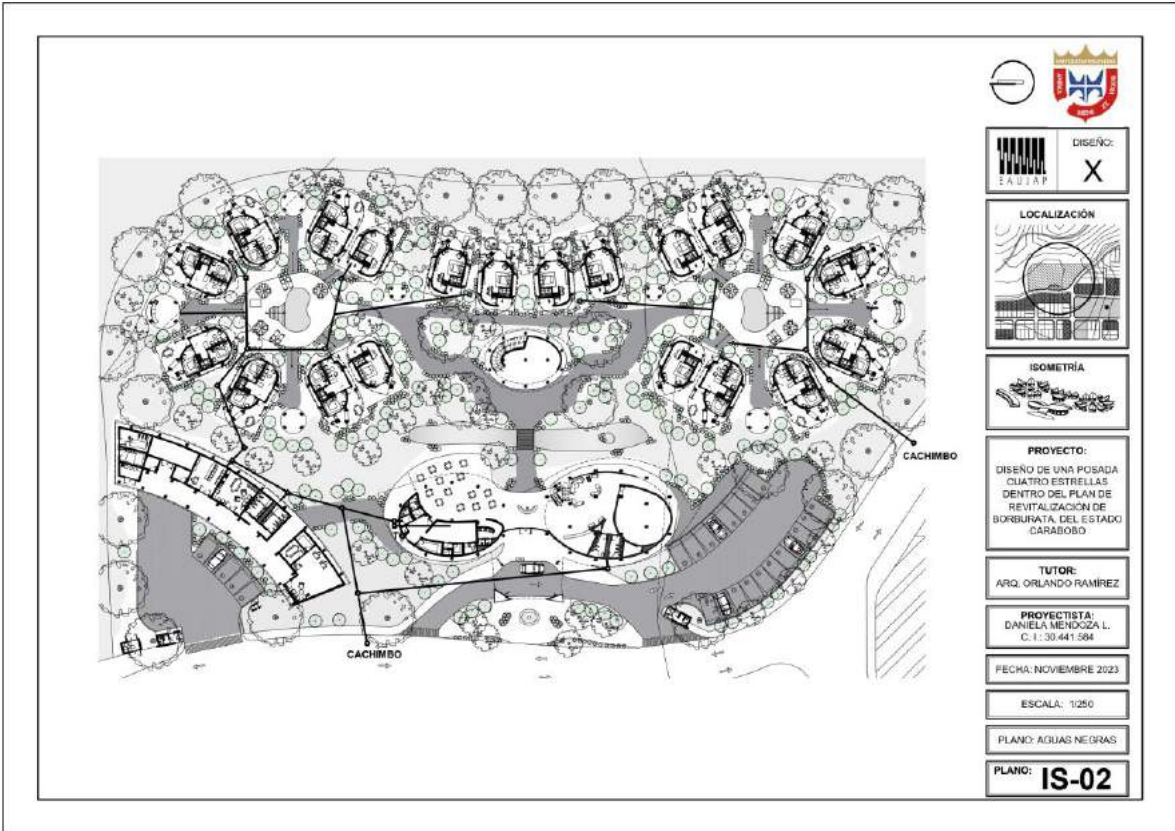 CACHIMBO
CACHIMBO
DISEÑO:
X
LOCALIZACIÓN
ISOMETRÍA
PROYECTO:
DISEÑO DE UNA POSADA
CUATRO ESTRELLAS
DENTRO DEL PLAN DE
REVITALIZACIÓN DE
BORBURATA, DEL ESTADO
CARABOBO
TUTOR:
ARQ. ORLANDO RAMÍREZ
PROYECTISTA:
DANIELA MENDOZA L.
C. I.: 30.441.584
FECHA: NOVIEMBRE 2023
ESCALA: 1/250
PLANO: AGUAS NEGRAS
PLANO: IS-02